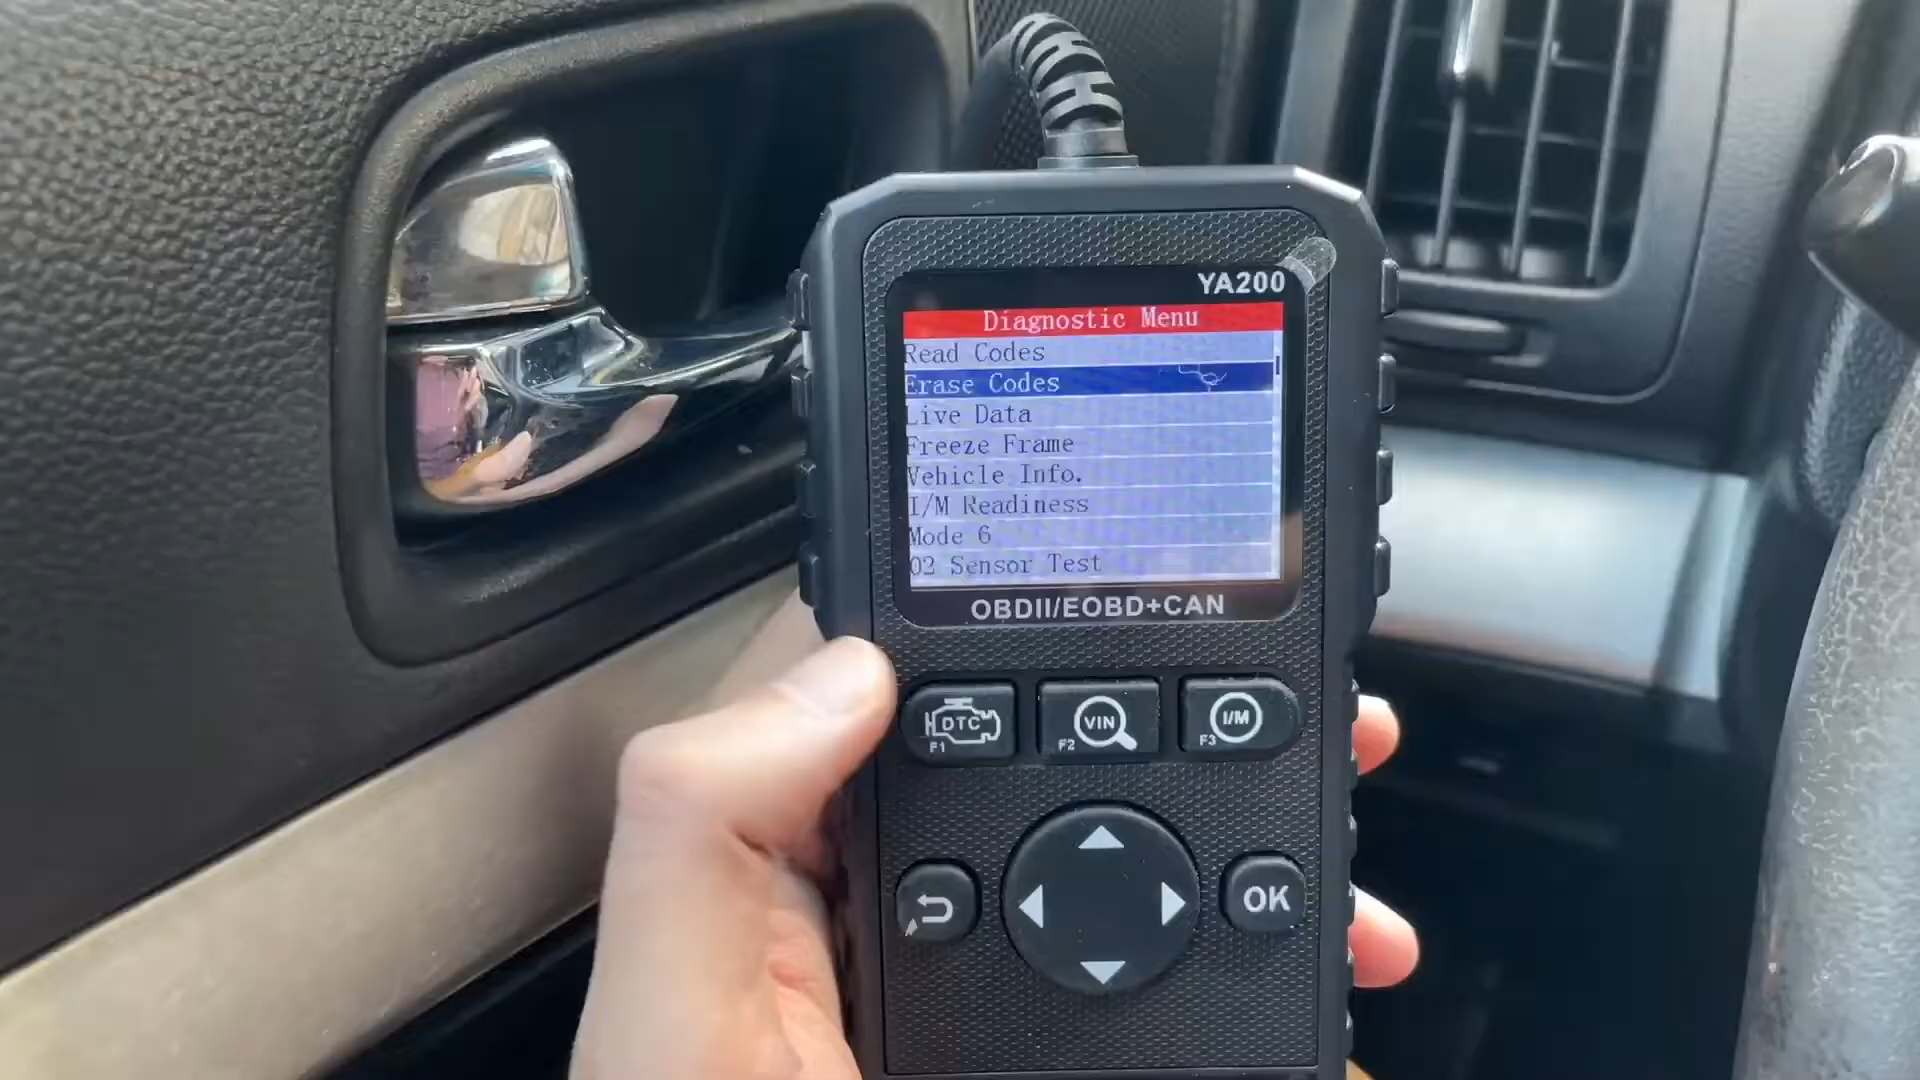 YA200
Diagnostic Menu
Read Codes
Erase Codes
Live Data
Freeze Frame
Vehicle Info.
I/M Readiness
Mode 6
O2 Sensor Test
OBDII/EOBD+CAN
DTC
F1
VIN
F2
I/M
F3
OK